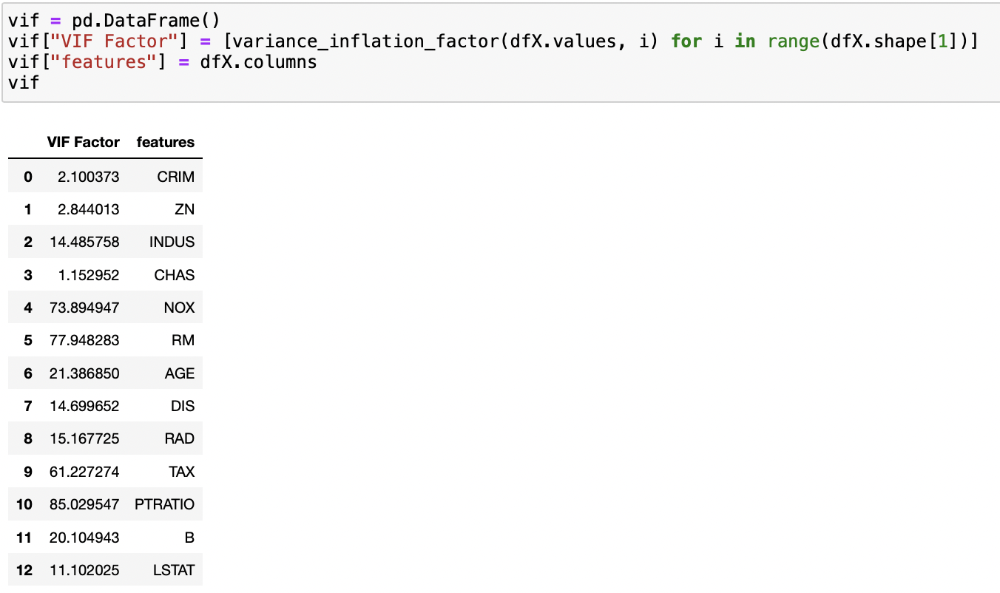 vif = pd.DataFrame()
vif["VIF Factor"] = [variance_inflation_factor(dfX.values, i) for i in range(dfX.shape[1])]
vif["features"] = dfX.columns
vif
VIF Factor features
0 2.100373 CRIM
1 2.844013 ZN
2 14.485758 INDUS
3 1.152952 CHAS
4 73.894947 NOX
5 77.948283 RM
6 21.386850 AGE
7 14.699652 DIS
8 15.167725 RAD
9 61.227274 TAX
10 85.029547 PTRATIO
11 20.104943 B
12 11.102025 LSTAT